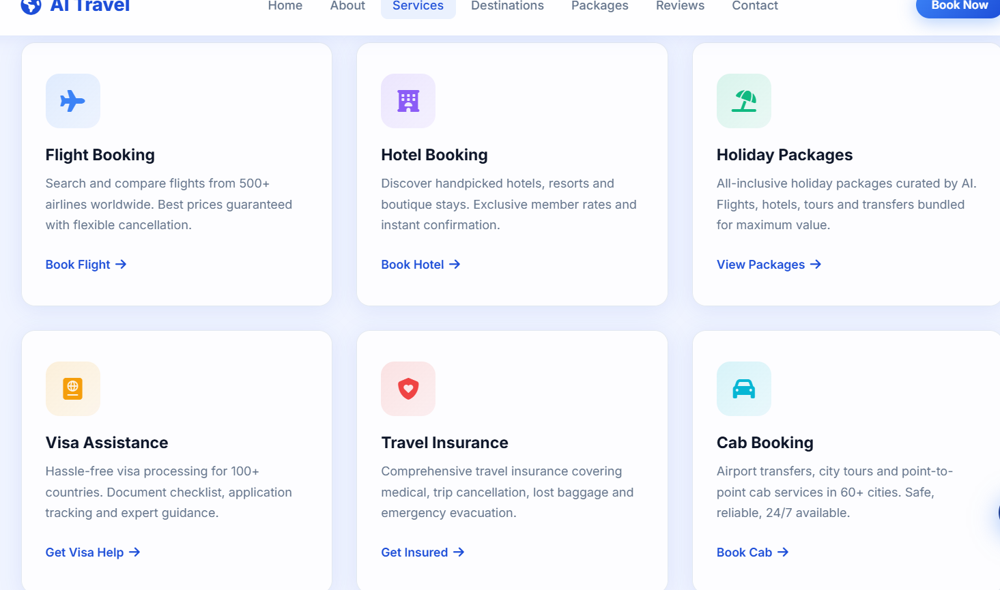 AI Travel
Home About Services Destinations Packages Reviews Contact
Book Now
Flight Booking
Search and compare flights from 500+
airlines worldwide. Best prices guaranteed
with flexible cancellation.
Book Flight →
Hotel Booking
Discover handpicked hotels, resorts and
boutique stays. Exclusive member rates and
instant confirmation.
Book Hotel →
Holiday Packages
All-inclusive holiday packages curated by AI.
Flights, hotels, tours and transfers bundled
for maximum value.
View Packages →
Visa Assistance
Hassle-free visa processing for 100+
countries. Document checklist, application
tracking and expert guidance.
Get Visa Help →
Travel Insurance
Comprehensive travel insurance covering
medical, trip cancellation, lost baggage and
emergency evacuation.
Get Insured →
Cab Booking
Airport transfers, city tours and point-to-
point cab services in 60+ cities. Safe,
reliable, 24/7 available.
Book Cab →